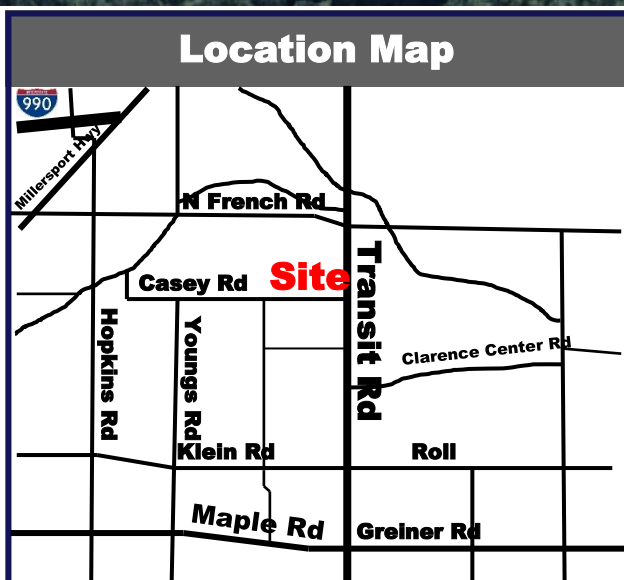 Location Map
990
Millersport Hwy
N French Rd
Casey Rd
Site
Transit Rd
Hopkins Rd
Youngs Rd
Clarence Center Rd
Klein Rd
Roll
Maple Rd
Greiner Rd